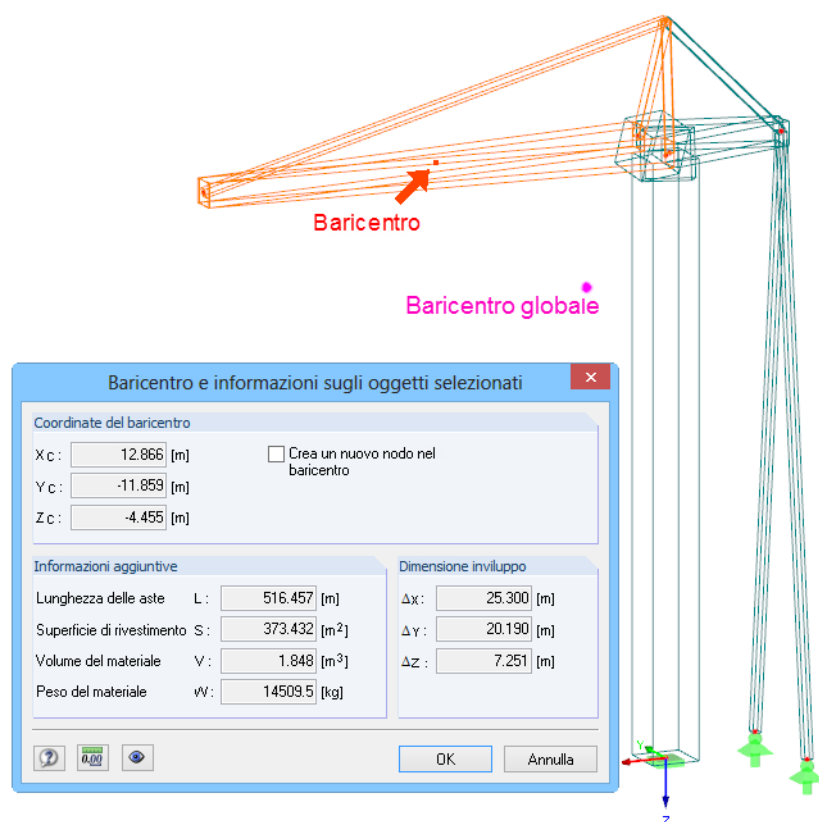 Baricentro
Baricentro globale
Baricentro e informazioni sugli oggetti selezionati
Coordinate del baricentro
Xc: 12.866 [m]
Crea un nuovo nodo nel
baricentro
Yc: -11.859 [m]
Zc: -4.455 [m]
Informazioni aggiuntive
Lunghezza delle aste L: 516.457 [m]
Superficie di rivestimento S: 373.432 [m²]
Volume del materiale V: 1.848 [m³]
Peso del materiale W: 14509.5 [kg]
Dimensione inviluppo
ΔX: 25.300 [m]
ΔY: 20.190 [m]
ΔZ: 7.251 [m]
0.00
OK
Annulla
Y
Z